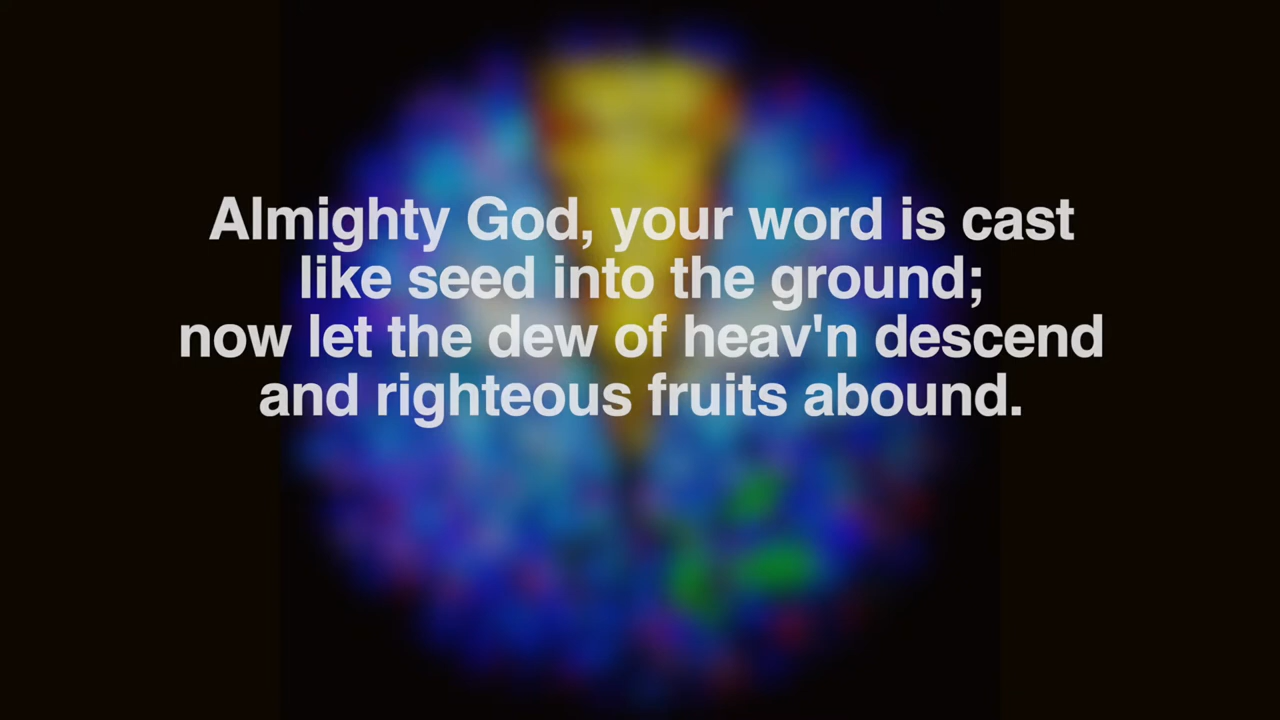 Almighty God, your word is cast
like seed into the ground;
now let the dew of heav'n descend
and righteous fruits abound.